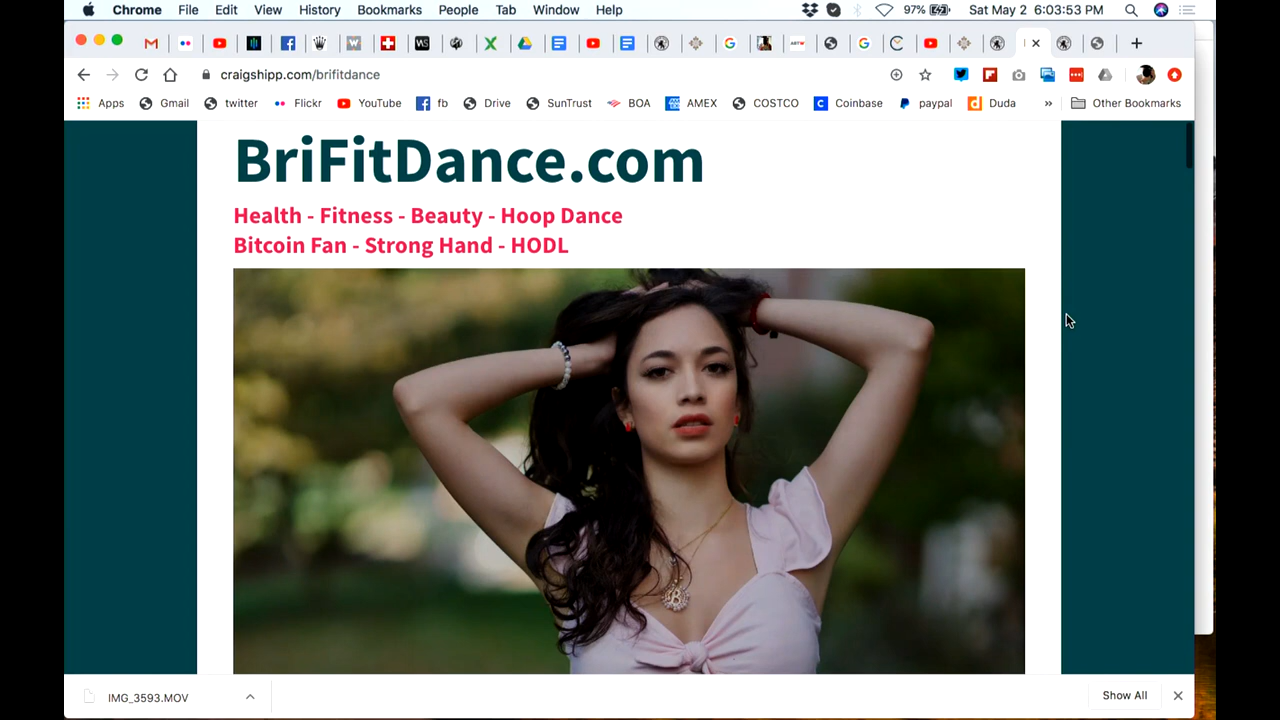 Chrome File Edit View History Bookmarks People Tab Window Help 97% Sat May 2 6:03:53 PM
craigshipp.com/brifitdance
Apps Gmail twitter Flickr YouTube fb Drive SunTrust BOA AMEX COSTCO Coinbase paypal Duda » Other Bookmarks
BriFitDance.com
Health - Fitness - Beauty - Hoop Dance
Bitcoin Fan - Strong Hand - HODL
IMG_3593.MOV
Show All